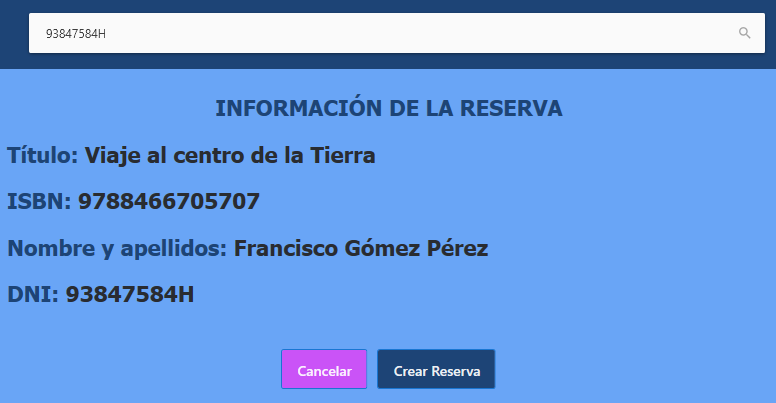 93847584H
INFORMACIÓN DE LA RESERVA
Título: Viaje al centro de la Tierra
ISBN: 9788466705707
Nombre y apellidos: Francisco Gómez Pérez
DNI: 93847584H
Cancelar Crear Reserva